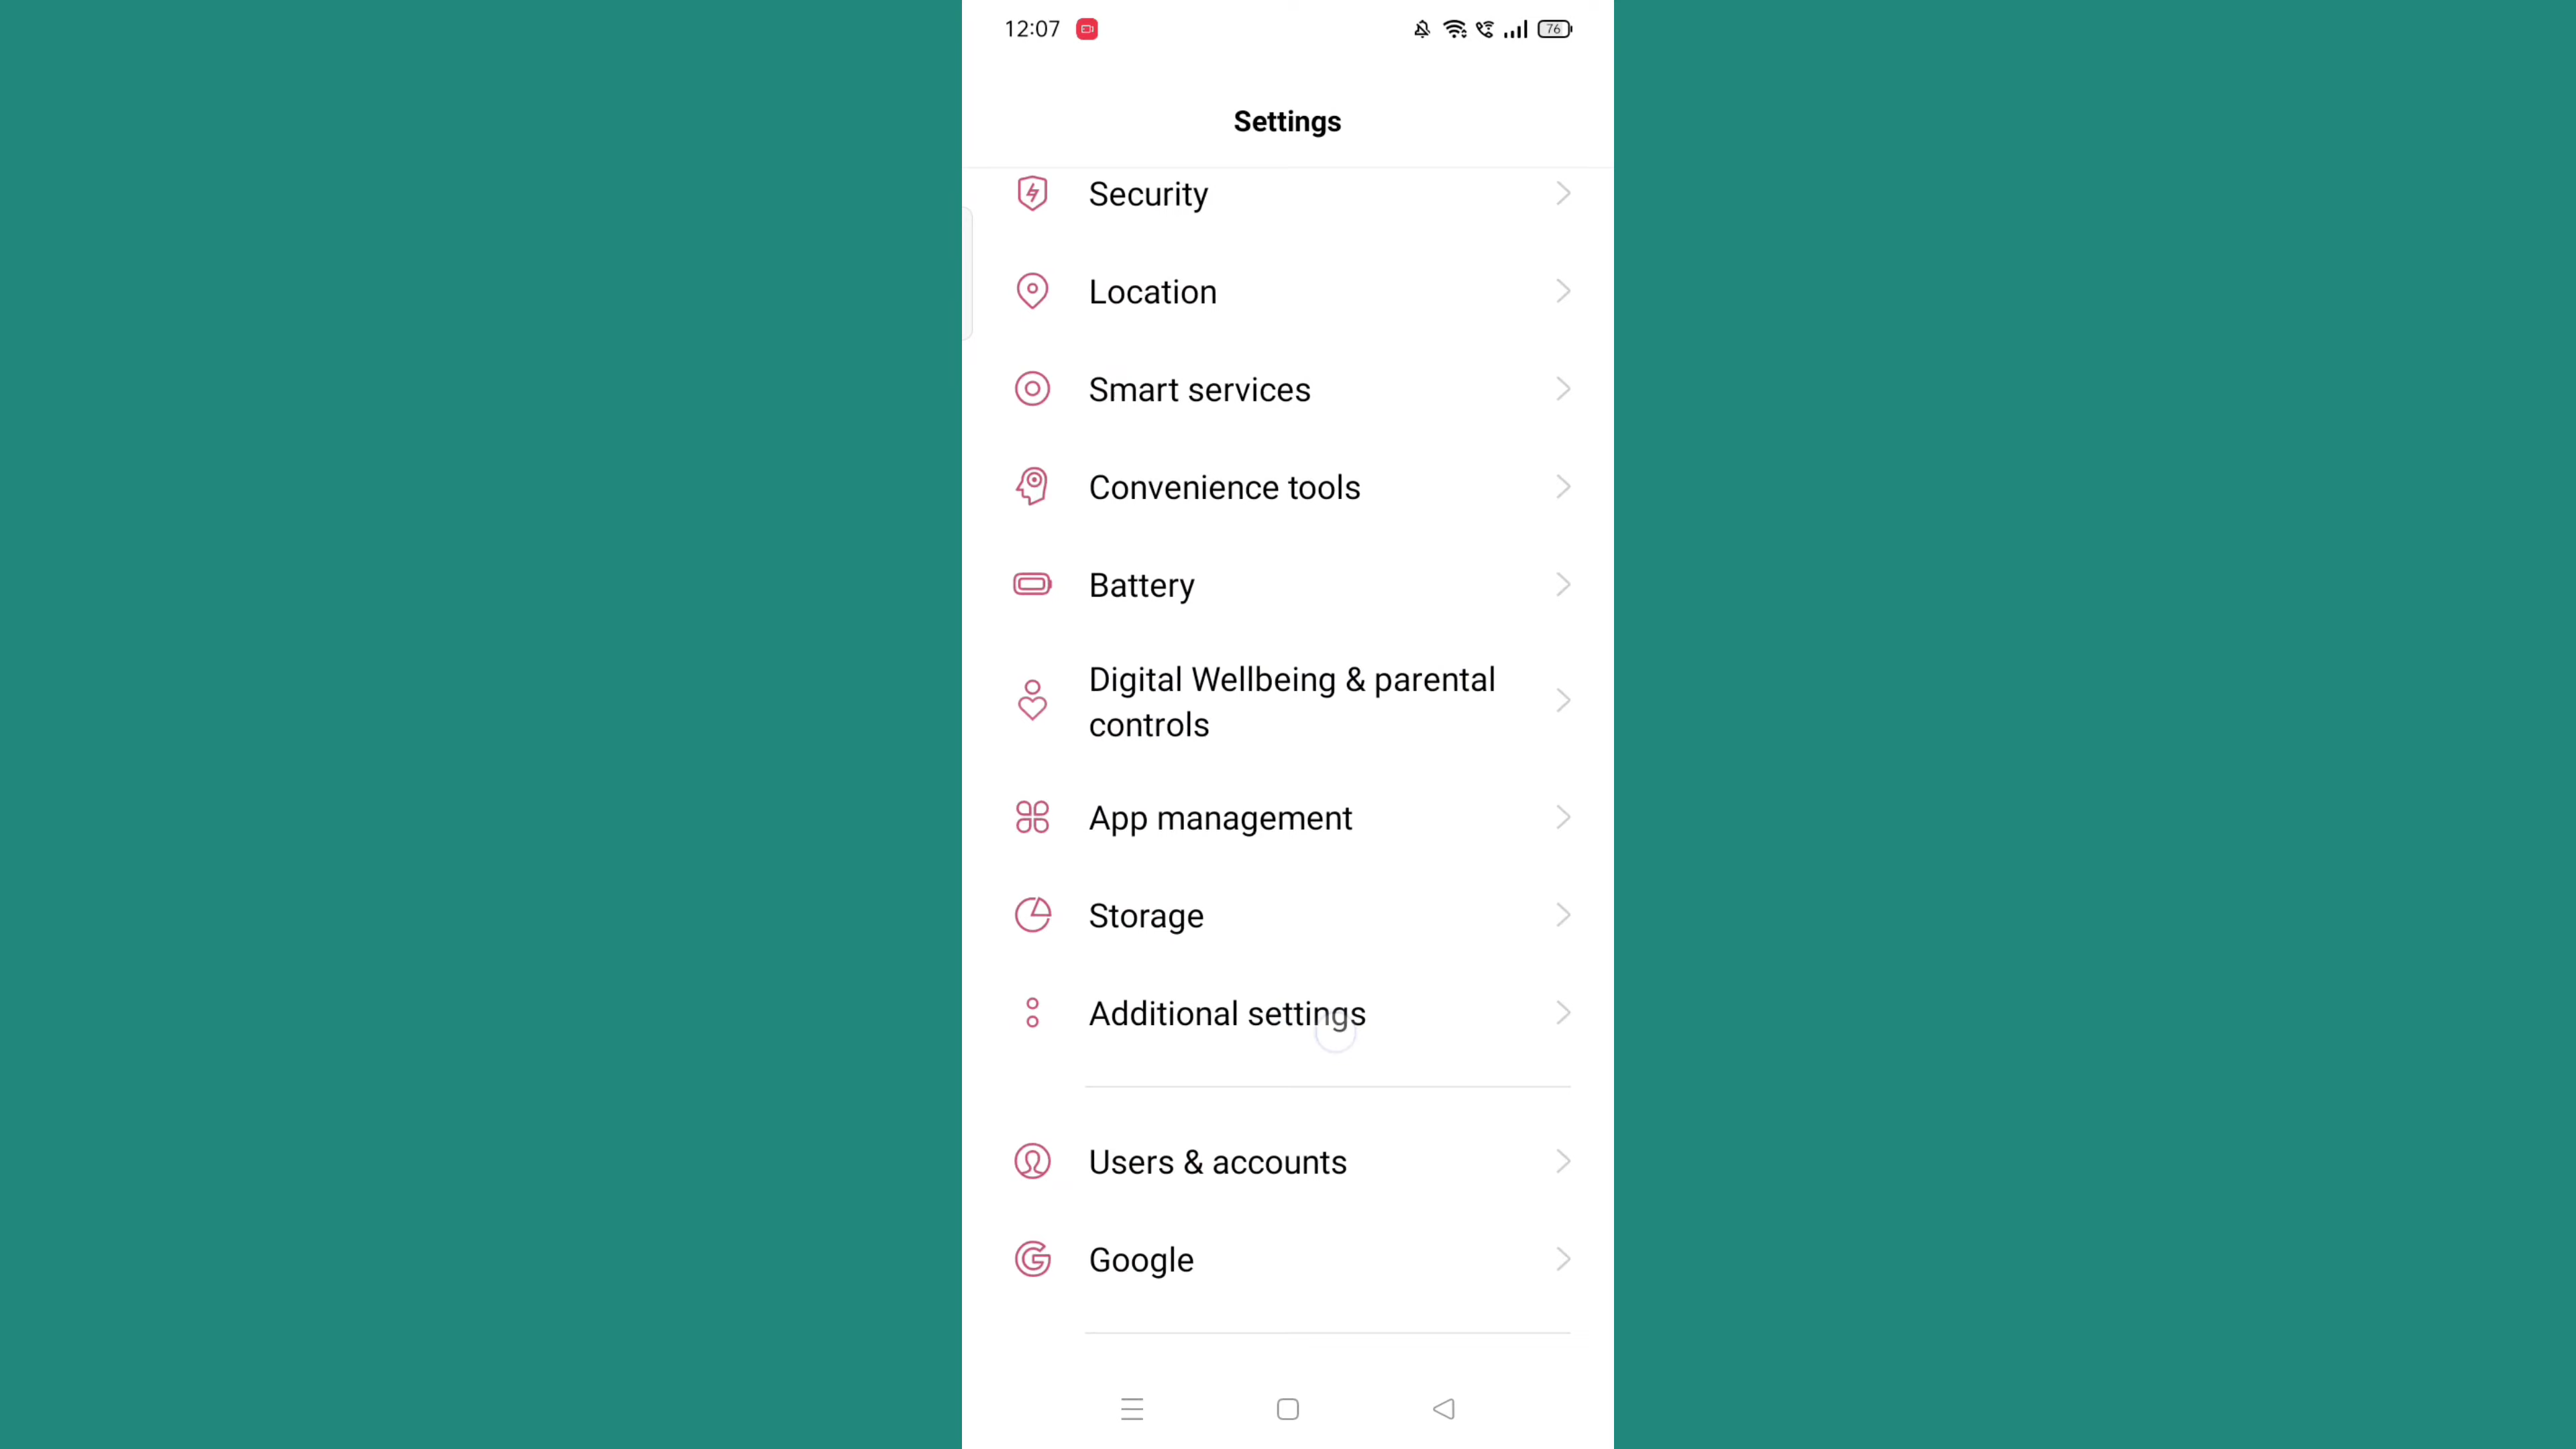 12:07
76
Settings
Security
Location
Smart services
Convenience tools
Battery
Digital Wellbeing & parental
controls
App management
Storage
Additional settings
Users & accounts
Google